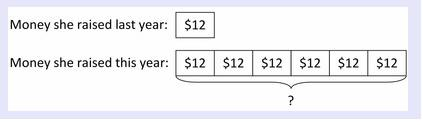 Money she raised last year: $12
Money she raised this year: $12 $12 $12 $12 $12 $12
?